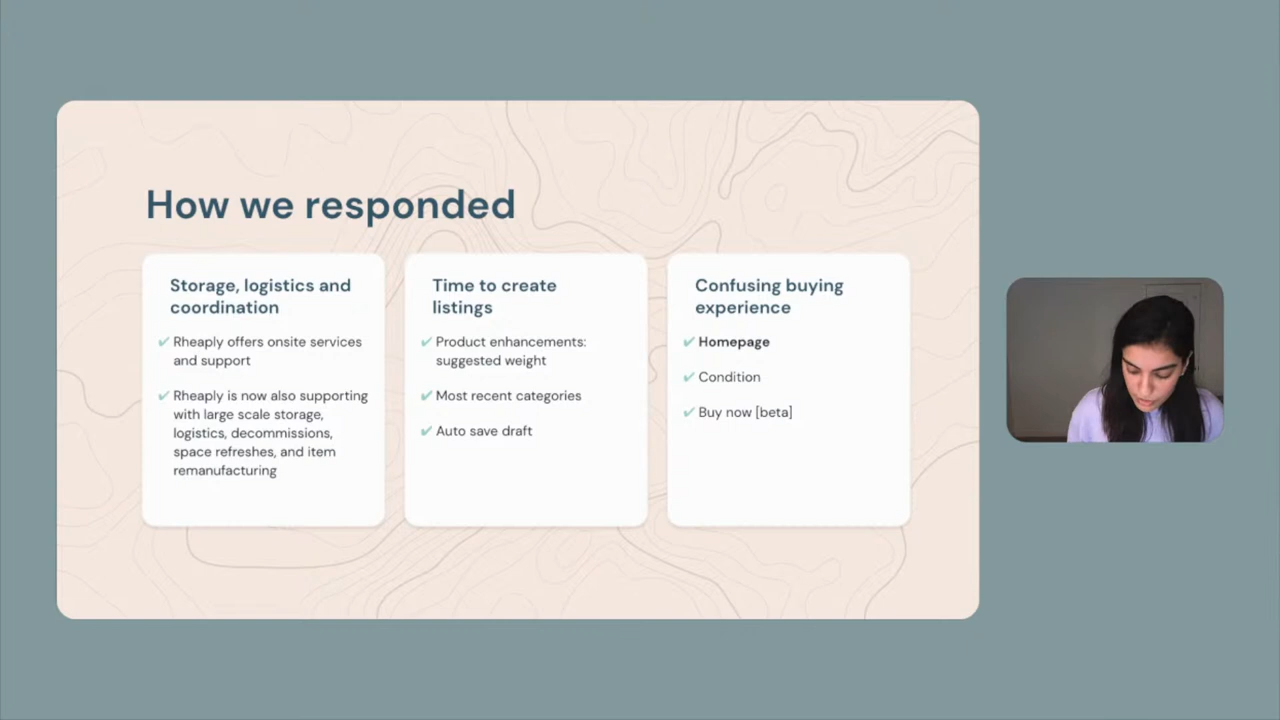 How we responded
Storage, logistics and
coordination
✔ Rheaply offers onsite services
and support
✔ Rheaply is now also supporting
with large scale storage,
logistics, decommissions,
space refreshes, and item
remanufacturing
Time to create
listings
✔ Product enhancements:
suggested weight
✔ Most recent categories
✔ Auto save draft
Confusing buying
experience
✔ Homepage
✔ Condition
✔ Buy now [beta]